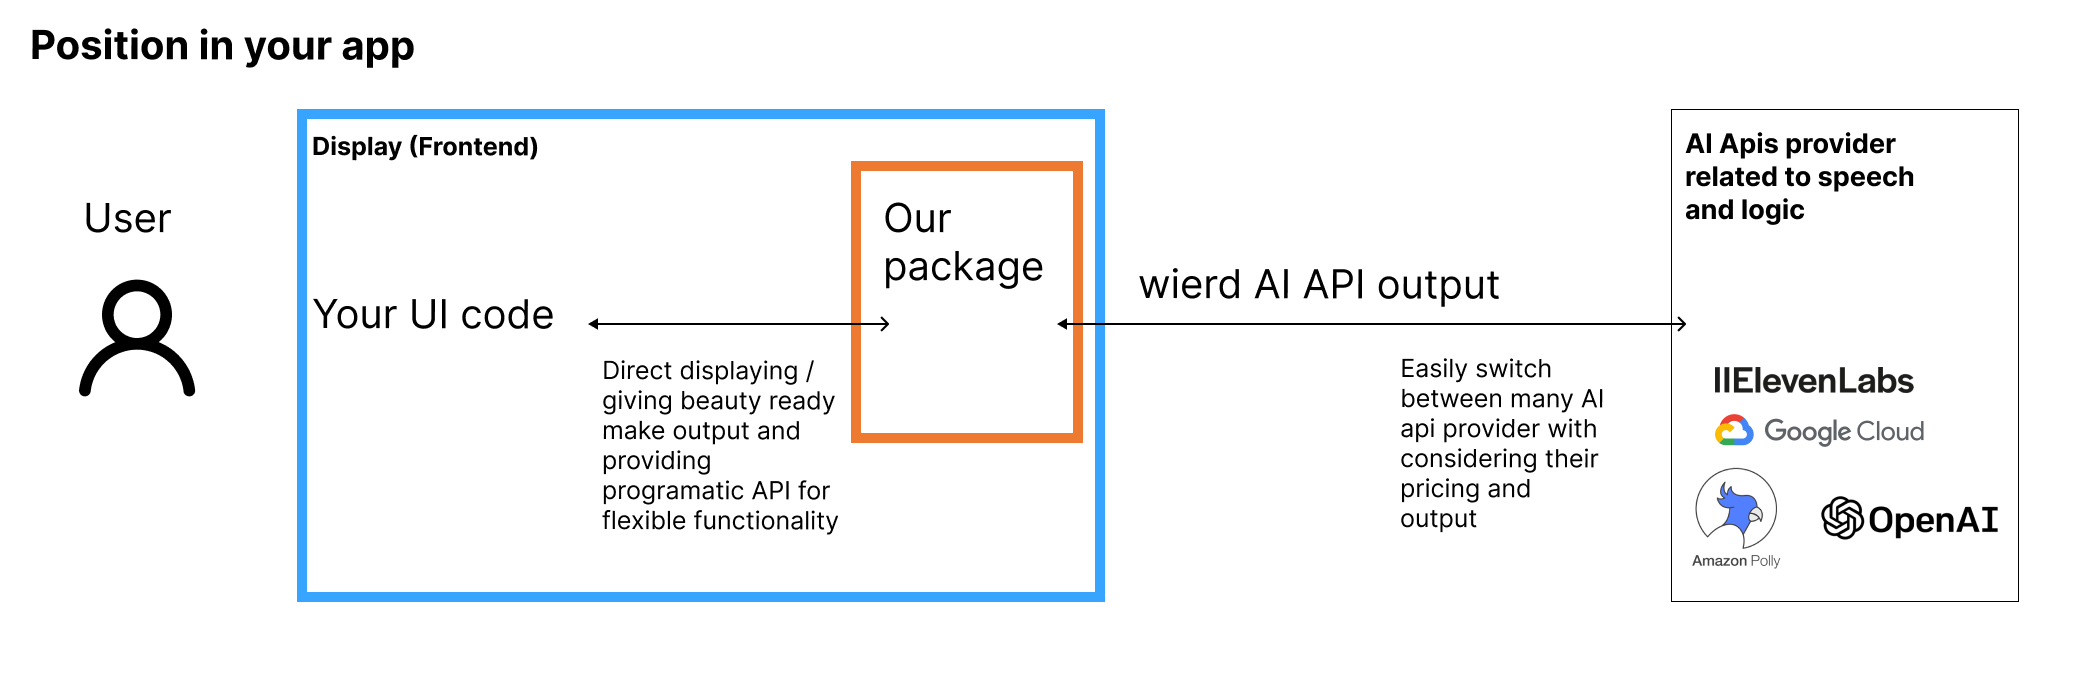 Position in your app
Display (Frontend)
User
Your UI code
Our
package
Direct displaying /
giving beauty ready
make output and
providing
programatic API for
flexible functionality
wierd AI API output
Easily switch
between many AI
api provider with
considering their
pricing and
output
AI Apis provider
related to speech
and logic
IIElevenLabs
Google Cloud
Amazon Polly
OpenAI